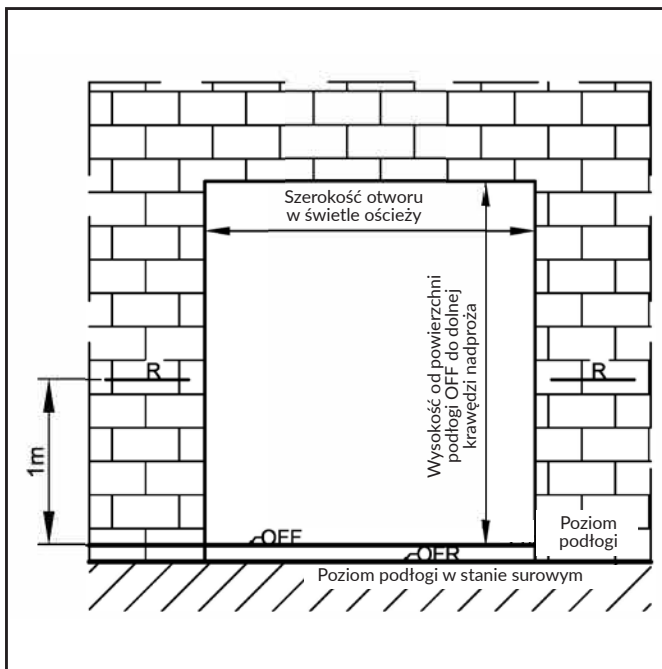 Szerokość otworu
w świetle ościeży
Wysokość od powierzchni
podłogi OFF do dolnej
krawędzi nadproża
R
R
1m
OFF
Poziom
podłogi
OFR
Poziom podłogi w stanie surowym